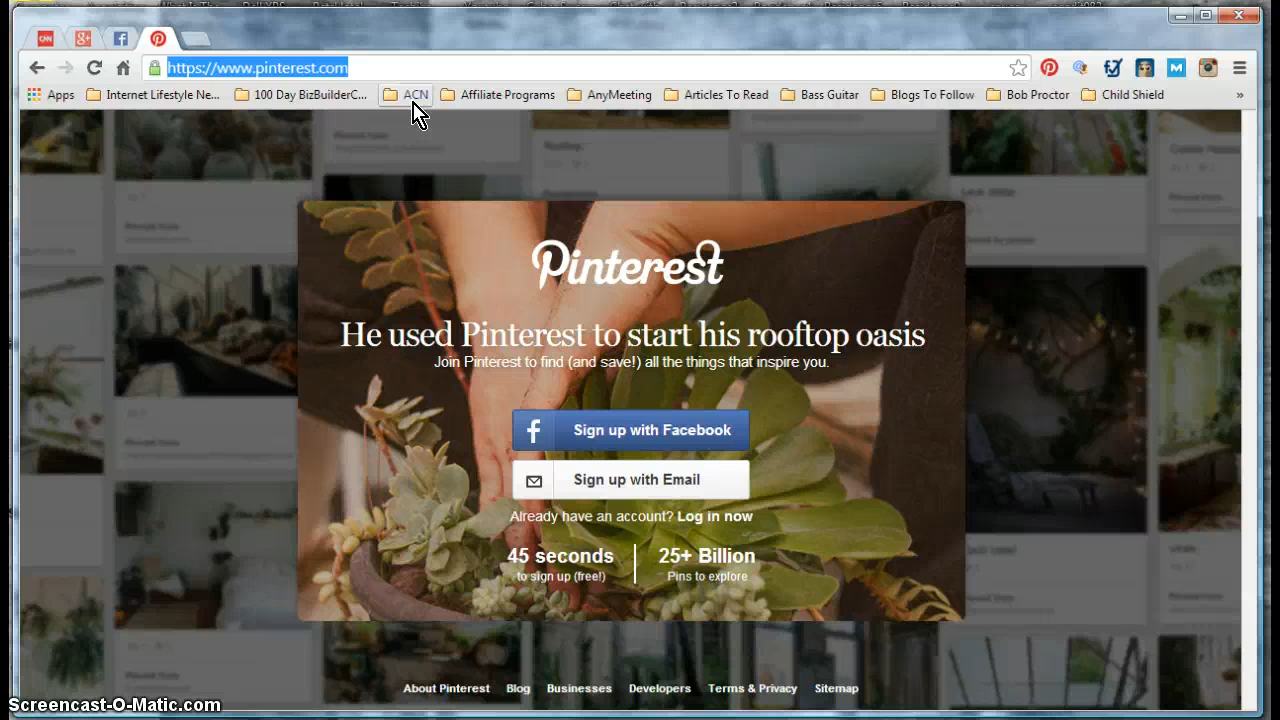 CNN
https://www.pinterest.com
Apps Internet Lifestyle Ne... 100 Day BizBuilderC... ACN Affiliate Programs AnyMeeting Articles To Read Bass Guitar Blogs To Follow Bob Proctor Child Shield »
Pinterest
He used Pinterest to start his rooftop oasis
Join Pinterest to find (and save!) all the things that inspire you.
Sign up with Facebook
Sign up with Email
Already have an account? Log in now
45 seconds 25+ Billion
to sign up (free!) Pins to explore
About Pinterest Blog Businesses Developers Terms & Privacy Sitemap
Screencast-O-Matic.com